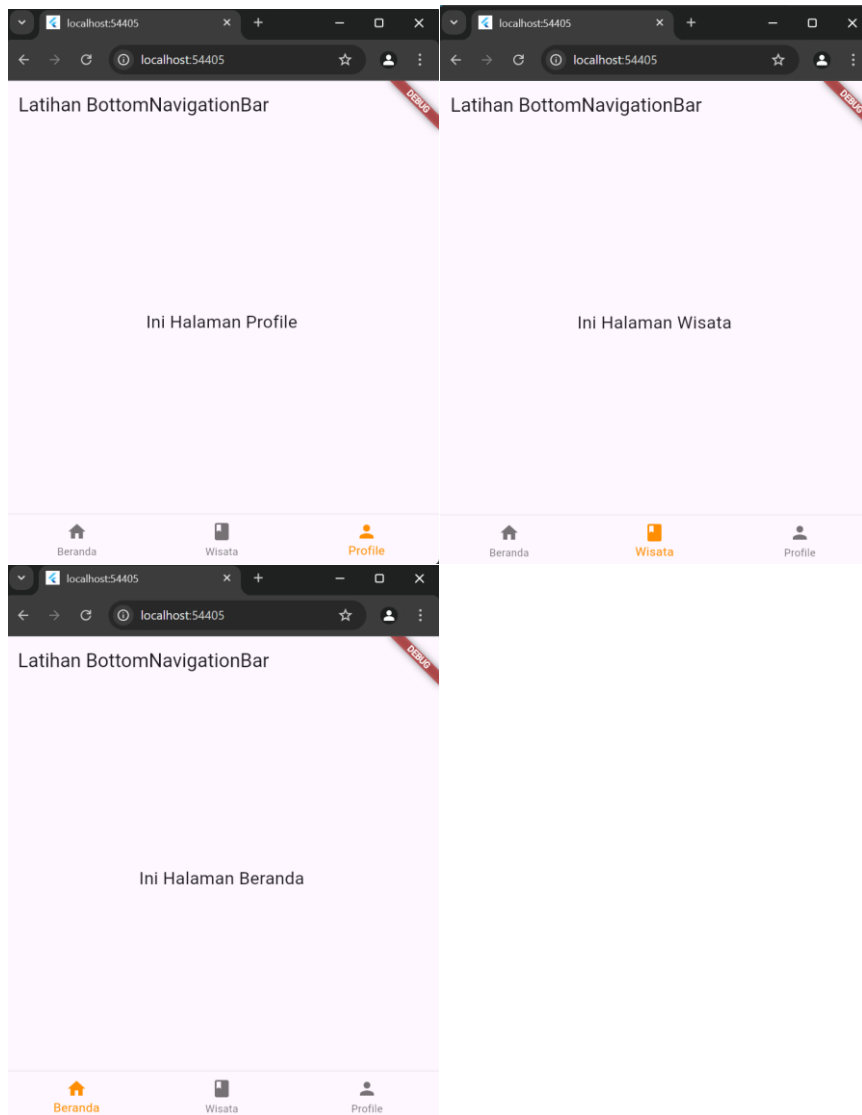 localhost:54405
localhost:54405
Latihan BottomNavigationBar
DEBUG
Ini Halaman Profile
Beranda
Wisata
Profile
localhost:54405
localhost:54405
Latihan BottomNavigationBar
DEBUG
Ini Halaman Wisata
Beranda
Wisata
Profile
localhost:54405
localhost:54405
Latihan BottomNavigationBar
DEBUG
Ini Halaman Beranda
Beranda
Wisata
Profile